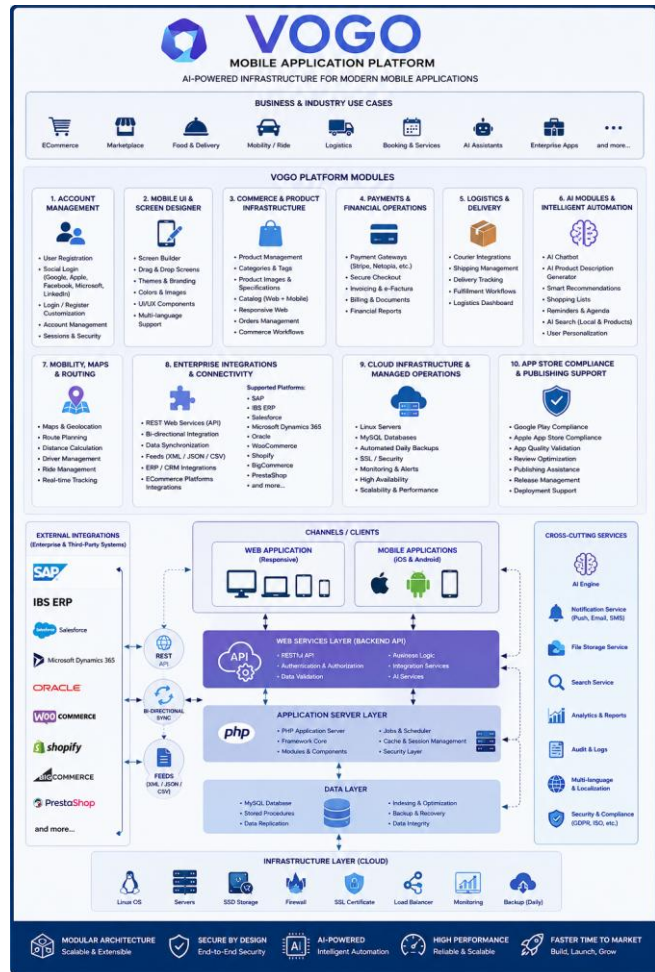 VOGO
MOBILE APPLICATION PLATFORM
AI-POWERED INFRASTRUCTURE FOR MODERN MOBILE APPLICATIONS
BUSINESS & INDUSTRY USE CASES
ECommerce
Marketplace
Food & Delivery
Mobility / Ride
Logistics
Booking & Services
AI Assistants
Enterprise Apps
and more...
VOGO PLATFORM MODULES
1. ACCOUNT
MANAGEMENT
• User Registration
• Social Login
(Google, Apple,
Facebook, Microsoft,
LinkedIn)
• Login / Register
Customization
• Account Management
• Sessions & Security
2. MOBILE UI &
SCREEN DESIGNER
• Screen Builder
• Drag & Drop Screens
• Themes & Branding
• Colors & Images
• UI/UX Components
• Multi-language
Support
3. COMMERCE & PRODUCT
INFRASTRUCTURE
• Product Management
• Categories & Tags
• Product Images &
Specifications
• Catalog (Web + Mobile)
• Responsive Web
• Orders Management
• Commerce Workflows
4. PAYMENTS &
FINANCIAL OPERATIONS
• Payment Gateways
(Stripe, Netopia, etc.)
• Secure Checkout
• Invoicing & e-Factura
• Billing & Documents
• Financial Reports
5. LOGISTICS &
DELIVERY
• Courier Integrations
• Shipping Management
• Delivery Tracking
• Fulfillment Workflows
• Logistics Dashboard
6. AI MODULES &
INTELLIGENT AUTOMATION
• AI Chatbot
• AI Product Description
Generator
• Smart Recommendations
• Shopping Lists
• Reminders & Agenda
• AI Search (Local & Products)
• User Personalization
7. MOBILITY, MAPS
& ROUTING
• Maps & Geolocation
• Route Planning
• Distance Calculation
• Driver Management
• Ride Management
• Real-time Tracking
8. ENTERPRISE INTEGRATIONS
& CONNECTIVITY
• REST Web Services (API)
• Bi-directional Integration
• Data Synchronization
• Feeds (XML / JSON / CSV)
• ERP / CRM Integrations
• ECommerce Platforms
Integrations
Supported Platforms:
• SAP
• IBS ERP
• Salesforce
• Microsoft Dynamics 365
• Oracle
• WooCommerce
• Shopify
• BigCommerce
• PrestaShop
• and more...
9. CLOUD INFRASTRUCTURE &
MANAGED OPERATIONS
• Linux Servers
• MySQL Databases
• Automated Daily Backups
• SSL / Security
• Monitoring & Alerts
• High Availability
• Scalability & Performance
10. APP STORE COMPLIANCE
& PUBLISHING SUPPORT
• Google Play Compliance
• Apple App Store Compliance
• App Quality Validation
• Review Optimization
• Publishing Assistance
• Release Management
• Deployment Support
EXTERNAL INTEGRATIONS
(Enterprise & Third-Party Systems)
SAP
IBS ERP
salesforce
Salesforce
Microsoft Dynamics 365
ORACLE
WOO COMMERCE
shopify
BIGCOMMERCE
PrestaShop
and more...
REST
API
BI-DIRECTIONAL
SYNC
FEEDS
(XML / JSON /
CSV)
CHANNELS / CLIENTS
WEB APPLICATION
(Responsive)
MOBILE APPLICATIONS
(iOS & Android)
WEB SERVICES LAYER (BACKEND API)
API
• RESTful API
• Authentication & Authorization
• Data Validation
• Business Logic
• Integration Services
• AI Services
APPLICATION SERVER LAYER
php
• PHP Application Server
• Framework Core
• Modules & Components
• Jobs & Scheduler
• Cache & Session Management
• Security Layer
DATA LAYER
• MySQL Database
• Stored Procedures
• Data Replication
• Indexing & Optimization
• Backup & Recovery
• Data Integrity
CROSS-CUTTING SERVICES
AI Engine
Notification Service
(Push, Email, SMS)
File Storage Service
Search Service
Analytics & Reports
Audit & Logs
Multi-language
& Localization
Security & Compliance
(GDPR, ISO, etc.)
INFRASTRUCTURE LAYER (CLOUD)
Linux OS
Servers
SSD Storage
Firewall
SSL Certificate
Load Balancer
Monitoring
Backup (Daily)
MODULAR ARCHITECTURE
Scalable & Extensible
SECURE BY DESIGN
End-to-End Security
AI
AI-POWERED
Intelligent Automation
HIGH PERFORMANCE
Reliable & Scalable
FASTER TIME TO MARKET
Build, Launch, Grow